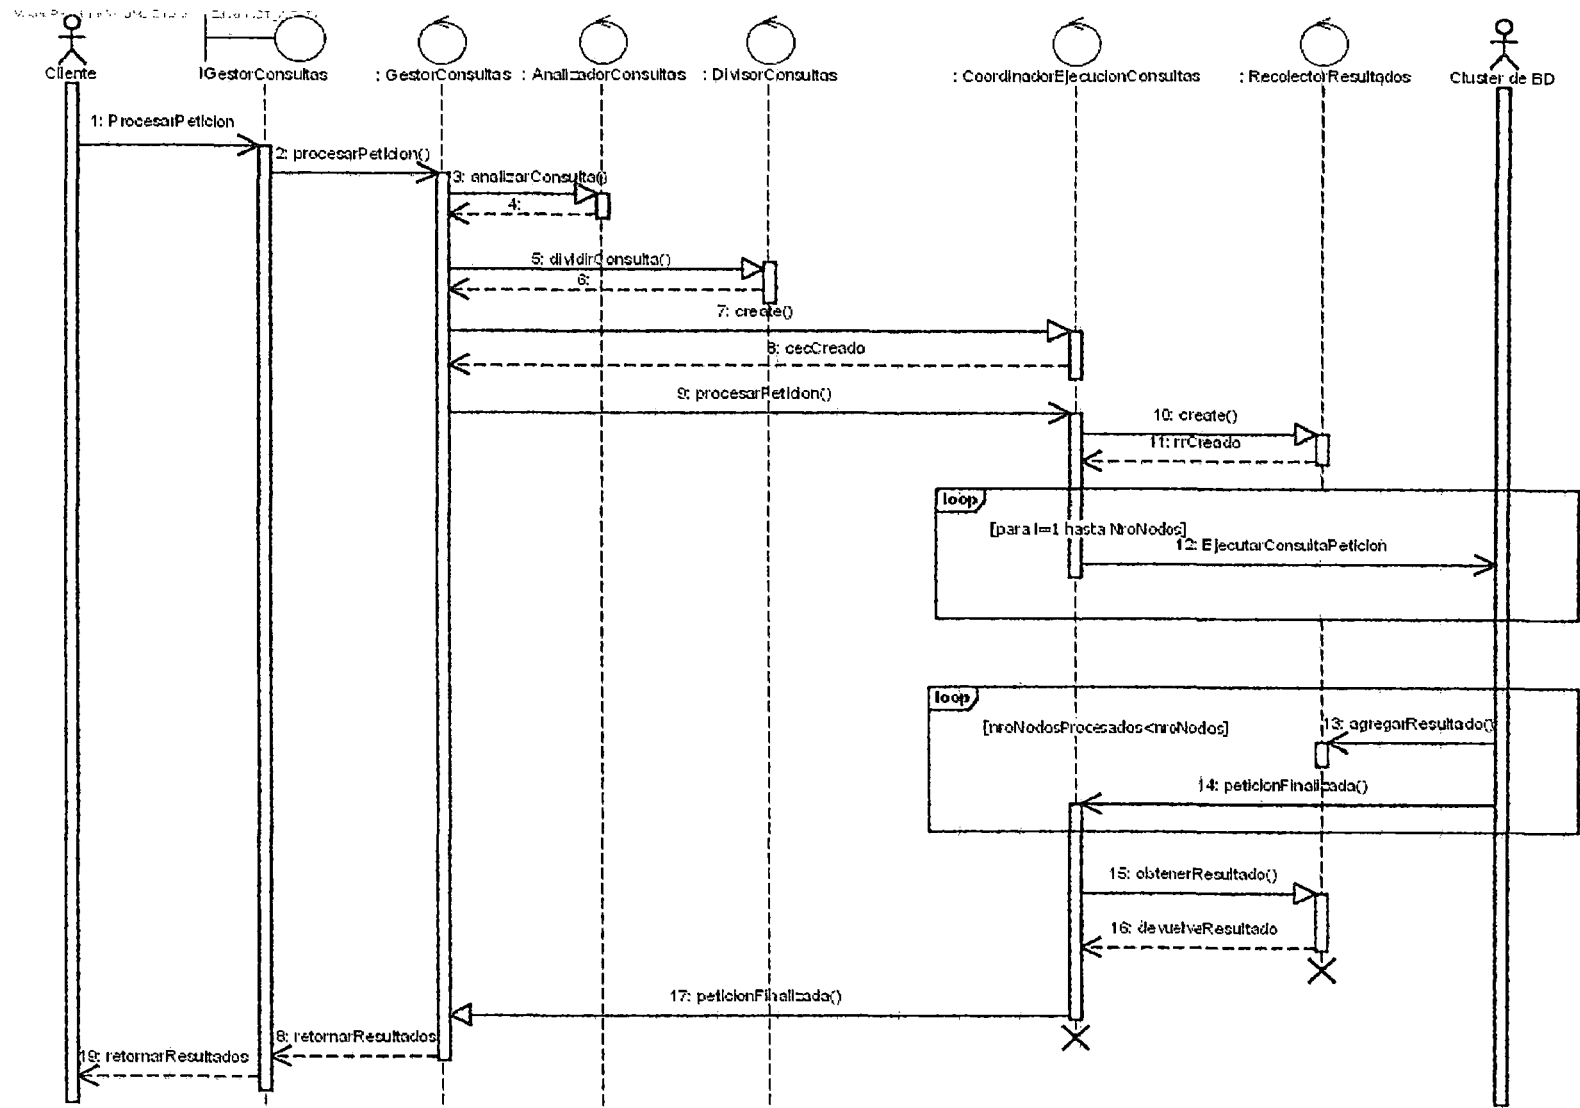 Cliente
IGestorConsultas
: GestorConsultas
: AnalizadorConsultas
: DivisorConsultas
: CoordinadorEjecucionConsultas
: RecolectorResultados
Cluster de BD
1: ProcesarPeticion
2: procesarPeticion()
3: analizarConsulta()
4:
5: dividirConsulta()
6:
7: create()
8: cecCreado
9: procesarPeticion()
10: create()
11: rrCreado
loop
[para i=1 hasta NroNodos]
12: EjecutarConsultaPeticion
loop
[nroNodosProcesados<nroNodos]
13: agregarResultado()
14: peticionFinalizada()
15: obtenerResultado()
16: devuelveResultado
17: peticionFinalizada()
8: retornarResultados
19: retornarResultados